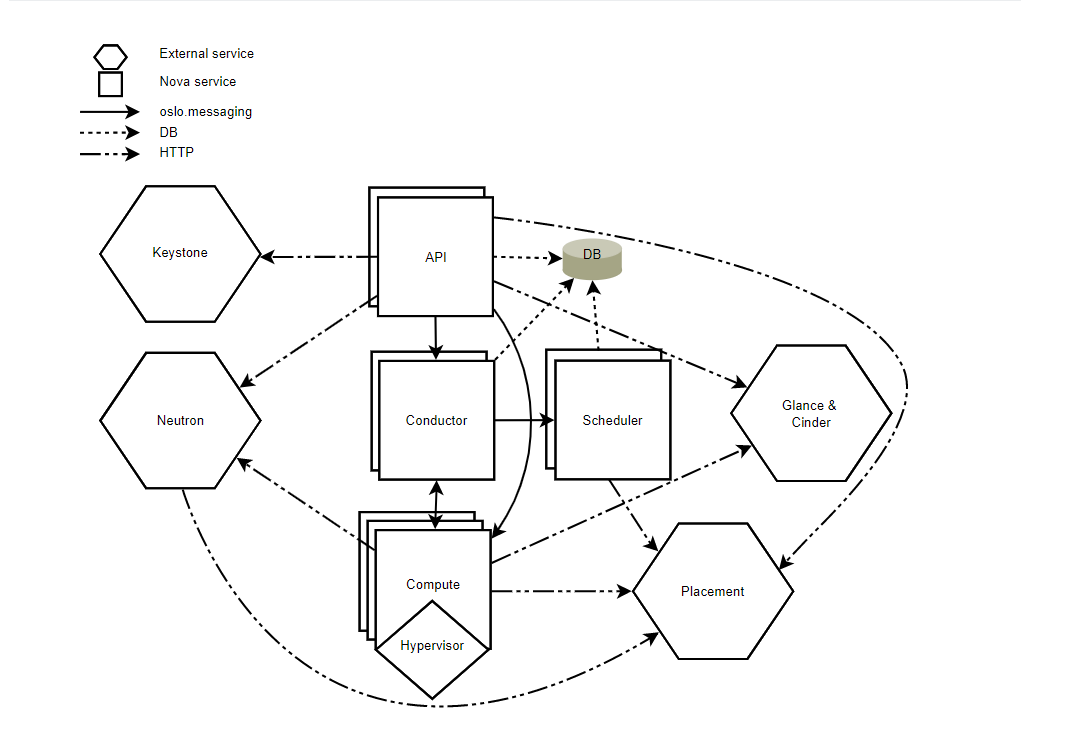 External service
Nova service
oslo.messaging
DB
HTTP
Keystone
API
DB
Neutron
Conductor
Scheduler
Glance &
Cinder
Compute
Placement
Hypervisor